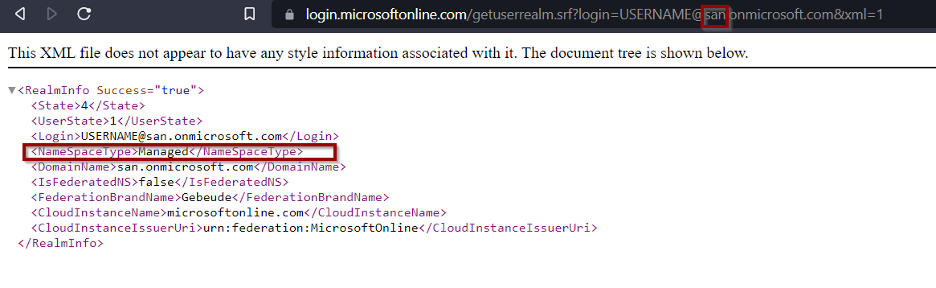 login.microsoftonline.com/getuserrealm.srf?login=USERNAME@san.onmicrosoft.com&xml=1
This XML file does not appear to have any style information associated with it. The document tree is shown below.
▼<RealmInfo Success="true">
<State>4</State>
<UserState>1</UserState>
<Login>USERNAME@san.onmicrosoft.com</Login>
<NameSpaceType>Managed</NameSpaceType>
<DomainName>san.onmicrosoft.com</DomainName>
<IsFederatedNS>false</IsFederatedNS>
<FederationBrandName>Gebeude</FederationBrandName>
<CloudInstanceName>microsoftonline.com</CloudInstanceName>
<CloudInstanceIssuerUri>urn:federation:MicrosoftOnline</CloudInstanceIssuerUri>
</RealmInfo>